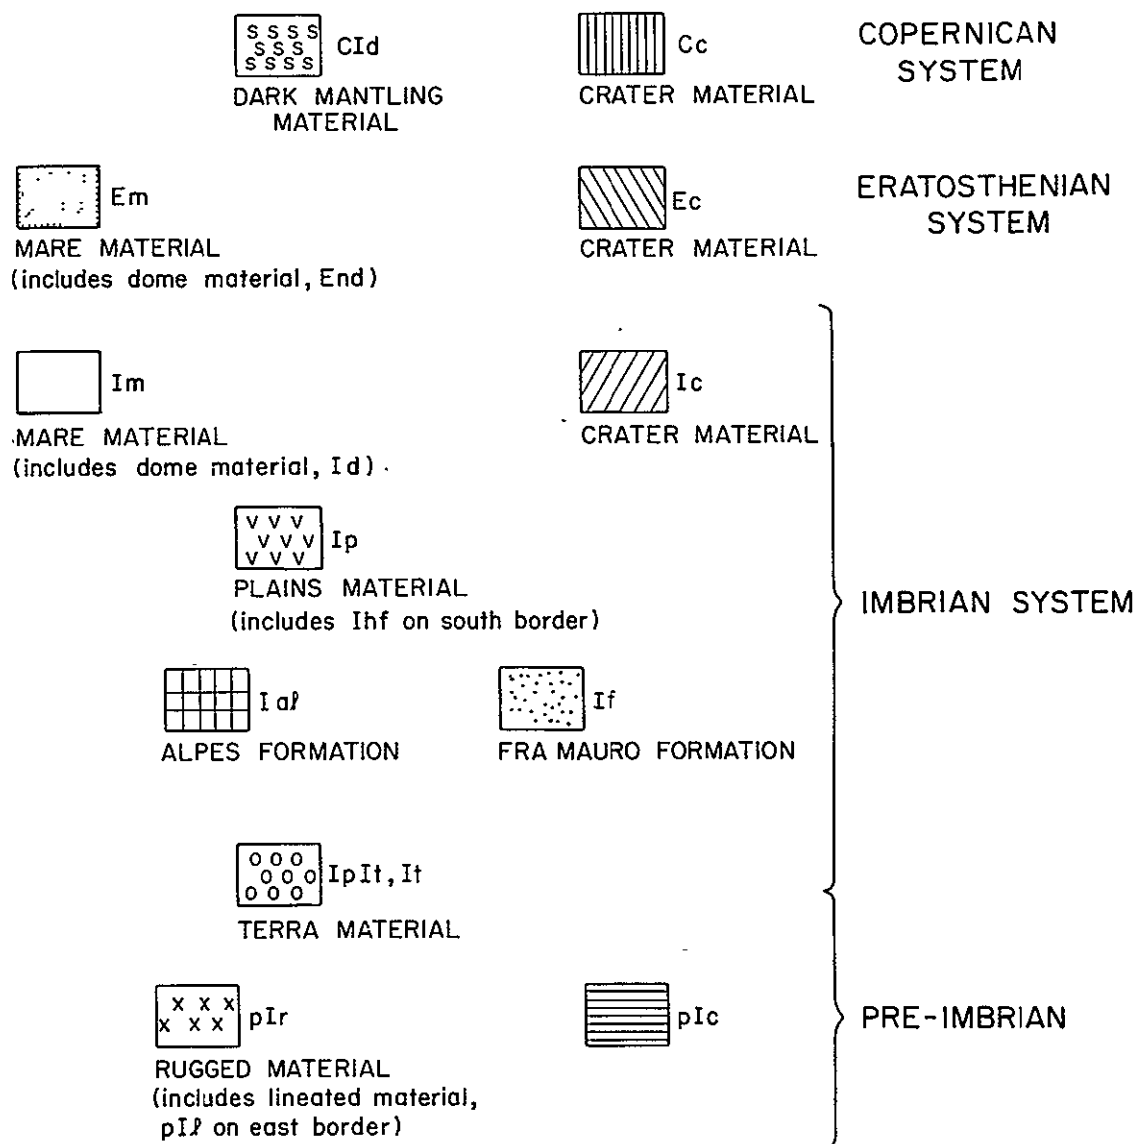 CId
DARK MANTLING
MATERIAL
Cc
CRATER MATERIAL
COPERNICAN
SYSTEM
Em
MARE MATERIAL
(includes dome material, End)
Ec
CRATER MATERIAL
ERATOSTHENIAN
SYSTEM
Im
MARE MATERIAL
(includes dome material, Id)
Ic
CRATER MATERIAL
Ip
PLAINS MATERIAL
(includes Ihf on south border)
IMBRIAN SYSTEM
Iaℓ
ALPES FORMATION
If
FRA MAURO FORMATION
IpIt, It
TERRA MATERIAL
pIr
RUGGED MATERIAL
(includes lineated material,
pIℓ on east border)
pIc
PRE-IMBRIAN